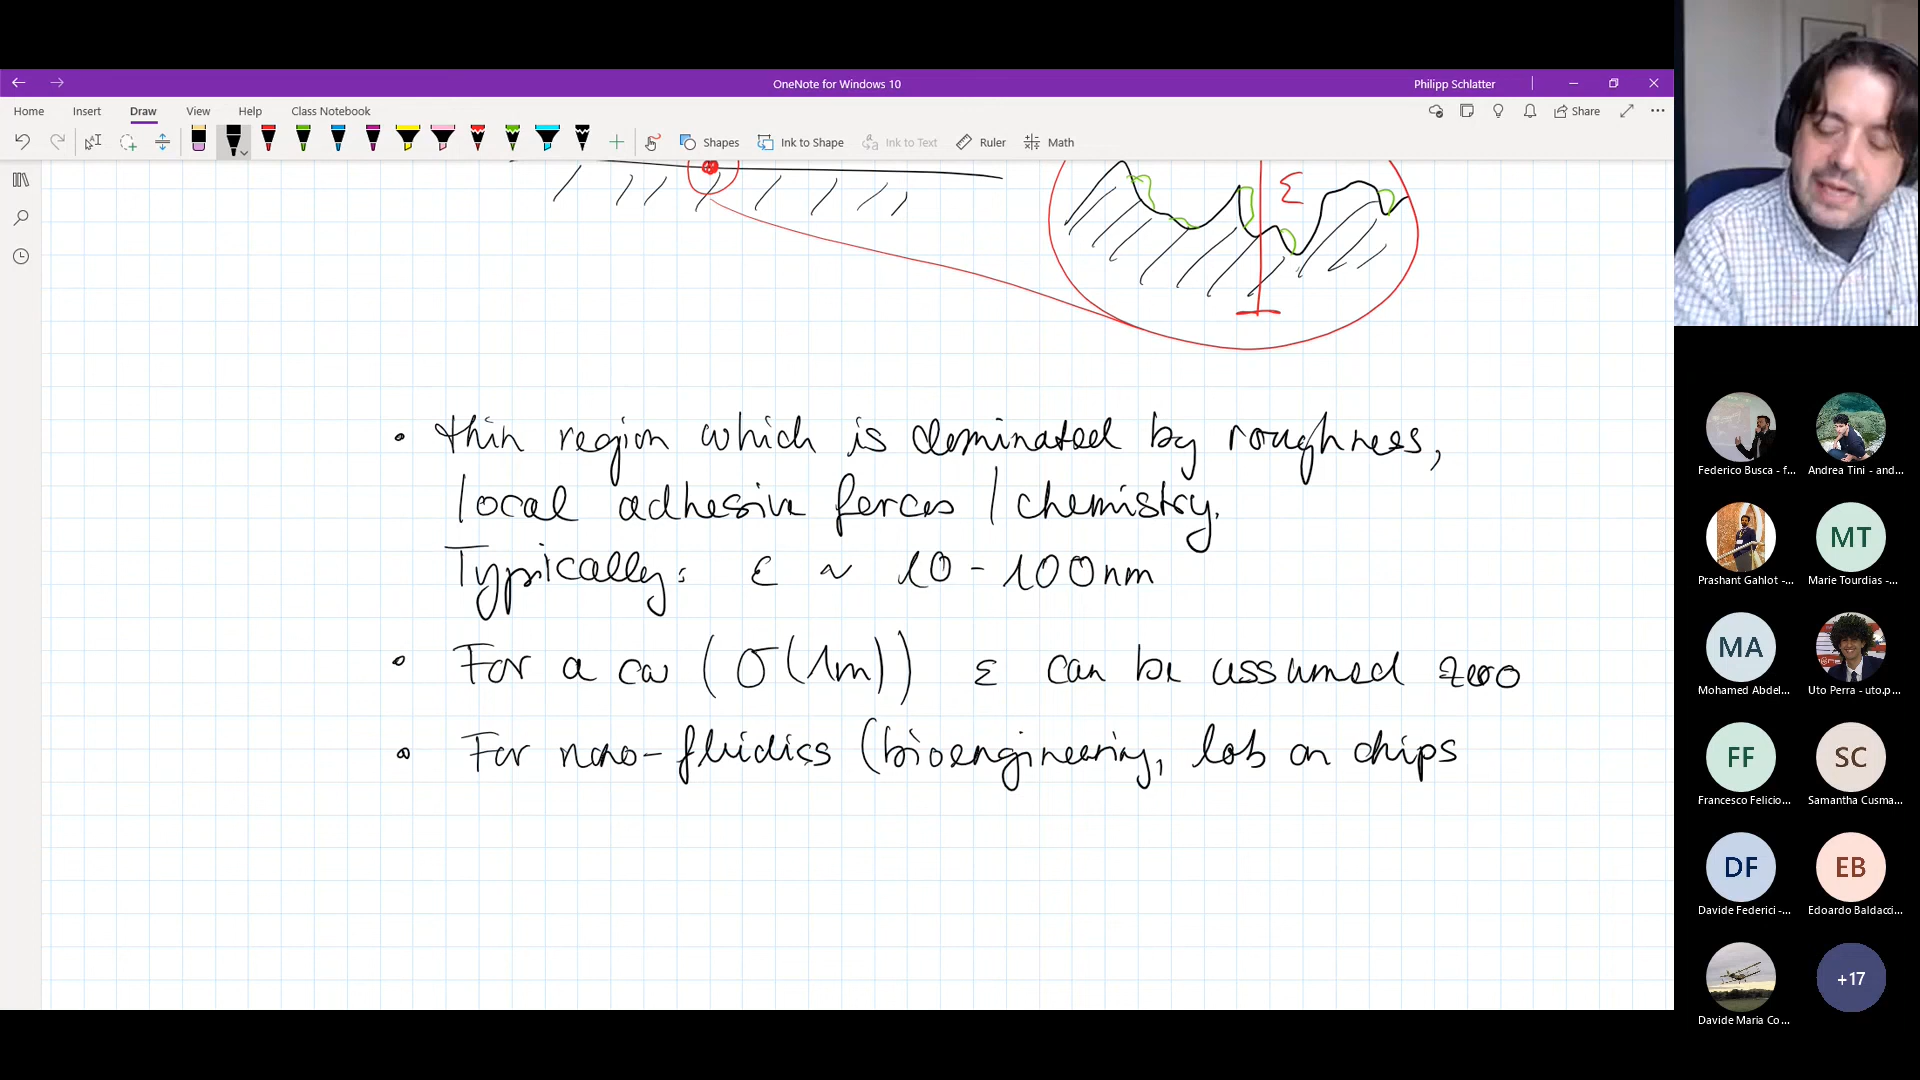 OneNote for Windows 10
Philipp Schlatter
Home Insert Draw View Help Class Notebook
Share
Shapes Ink to Shape Ink to Text Ruler Math
ε
• thin region which is dominated by roughness,
local adhesive forces / chemistry.
Typically: ε ~ 10 - 100nm
• For a car (O(1m)) ε can be assumed zero
• For nano-fluidics (bioengineering, lab on chips
Federico Busca - f...
Andrea Tini - and...
Prashant Gahlot -...
MT
Marie Tourdias -...
MA
Mohamed Abdel...
Uto Perra - uto.p...
FF
Francesco Felicio...
SC
Samantha Cusma...
DF
Davide Federici -...
EB
Edoardo Baldacci...
Davide Maria Co...
+17